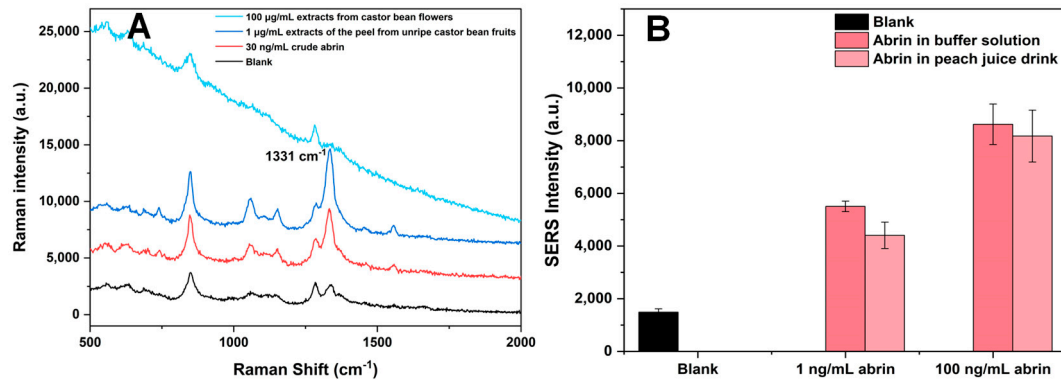 A
100 µg/mL extracts from castor bean flowers
1 µg/mL extracts of the peel from unripe castor bean fruits
30 ng/mL crude abrin
Blank
1331 cm⁻¹
Raman intensity (a.u.)
25,000
20,000
15,000
10,000
5,000
0
500
1000
1500
2000
Raman Shift (cm⁻¹)
B
Blank
Abrin in buffer solution
Abrin in peach juice drink
SERS Intensity (a.u.)
12,000
10,000
8,000
6,000
4,000
2,000
0
Blank
1 ng/mL abrin
100 ng/mL abrin